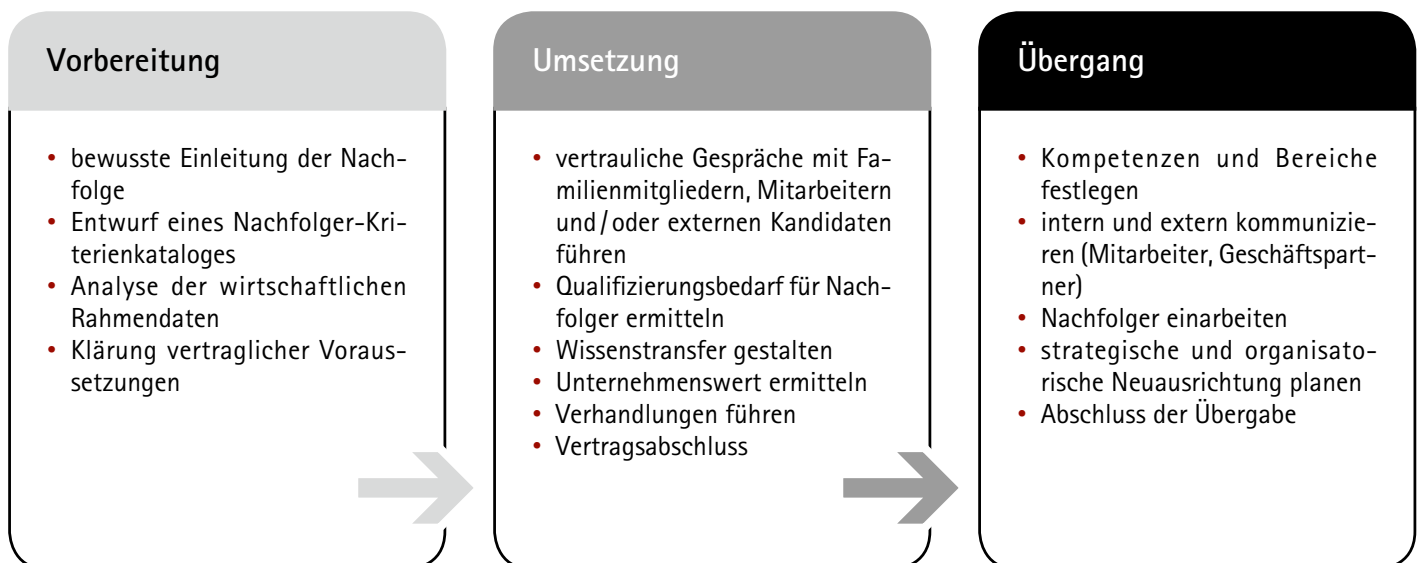 Vorbereitung
• bewusste Einleitung der Nach-
folge
• Entwurf eines Nachfolger-Kri-
terienkataloges
• Analyse der wirtschaftlichen
Rahmendaten
• Klärung vertraglicher Voraus-
setzungen
Umsetzung
• vertrauliche Gespräche mit Fa-
milienmitgliedern, Mitarbeitern
und / oder externen Kandidaten
führen
• Qualifizierungsbedarf für Nach-
folger ermitteln
• Wissenstransfer gestalten
• Unternehmenswert ermitteln
• Verhandlungen führen
• Vertragsabschluss
Übergang
• Kompetenzen und Bereiche
festlegen
• intern und extern kommunizie-
ren (Mitarbeiter, Geschäftspart-
ner)
• Nachfolger einarbeiten
• strategische und organisato-
rische Neuausrichtung planen
• Abschluss der Übergabe